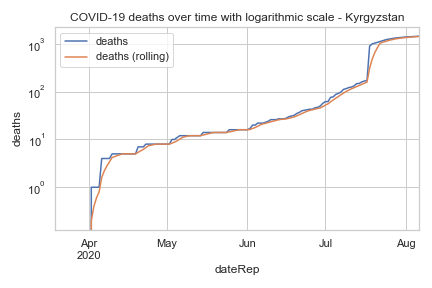 COVID-19 deaths over time with logarithmic scale - Kyrgyzstan
deaths
deaths (rolling)
10³
10²
10¹
10⁰
deaths
Apr
2020
May
Jun
Jul
Aug
dateRep